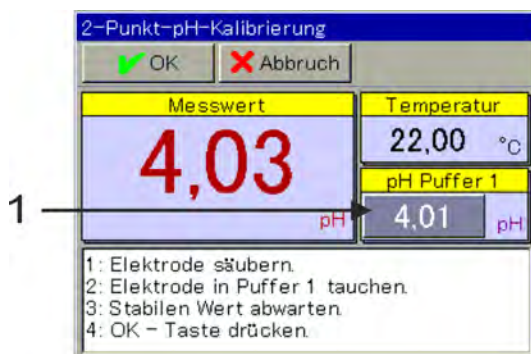 2-Punkt-pH-Kalibrierung
OK Abbruch
Messwert
4,03
pH
Temperatur
22,00 °C
pH Puffer 1
4,01 pH
1
1: Elektrode säubern.
2: Elektrode in Puffer 1 tauchen.
3: Stabilen Wert abwarten.
4: OK - Taste drücken.